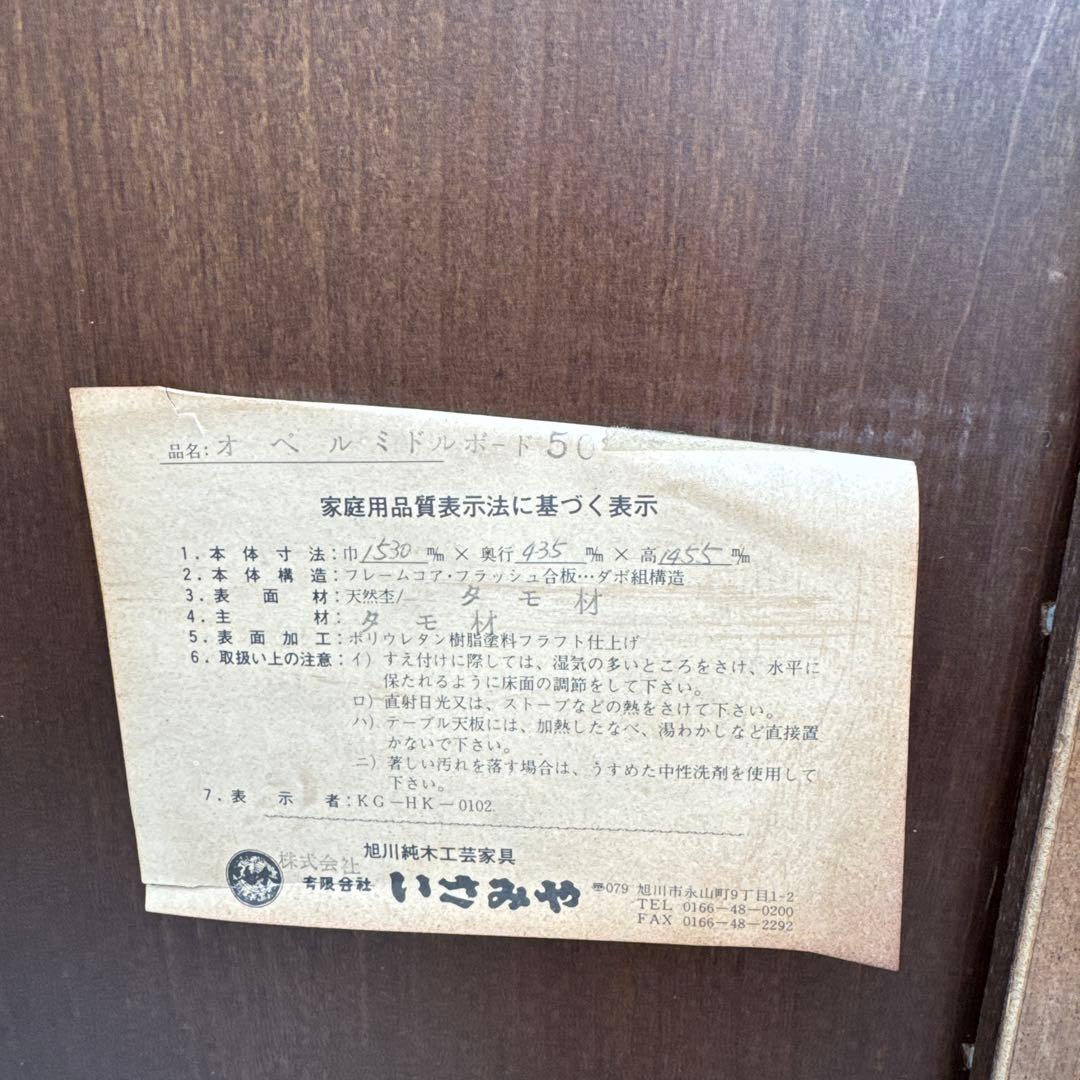 品名:オペルミドルボード50
家庭用品質表示法に基づく表示
1.本体寸法:巾1530m/m×奥行435m/m×高1455m/m
2.本体構造:フレームコア・フラッシュ合板…ダボ組構造
3.表面材:天然杢/タモ材
4.主材:タモ材
5.表面加工:ポリウレタン樹脂塗料フラフト仕上げ
6.取扱い上の注意:イ)すえ付けに際しては、湿気の多いところをさけ、水平に
保たれるように床面の調節をして下さい。
ロ)直射日光又は、ストーブなどの熱をさけて下さい。
ハ)テーブル天板には、加熱したなべ、湯わかしなど直接置
かないで下さい。
ニ)著しい汚れを落す場合は、うすめた中性洗剤を使用して
下さい。
7.表示者:KG-HK-0102.
旭川純木工芸家具
株式会社
有限会社 いさみや 〠079 旭川市永山町9丁目1-2
TEL 0166-48-0200
FAX 0166-48-2292